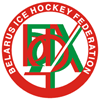 BELARUS ICE HOCKEY FEDERATION